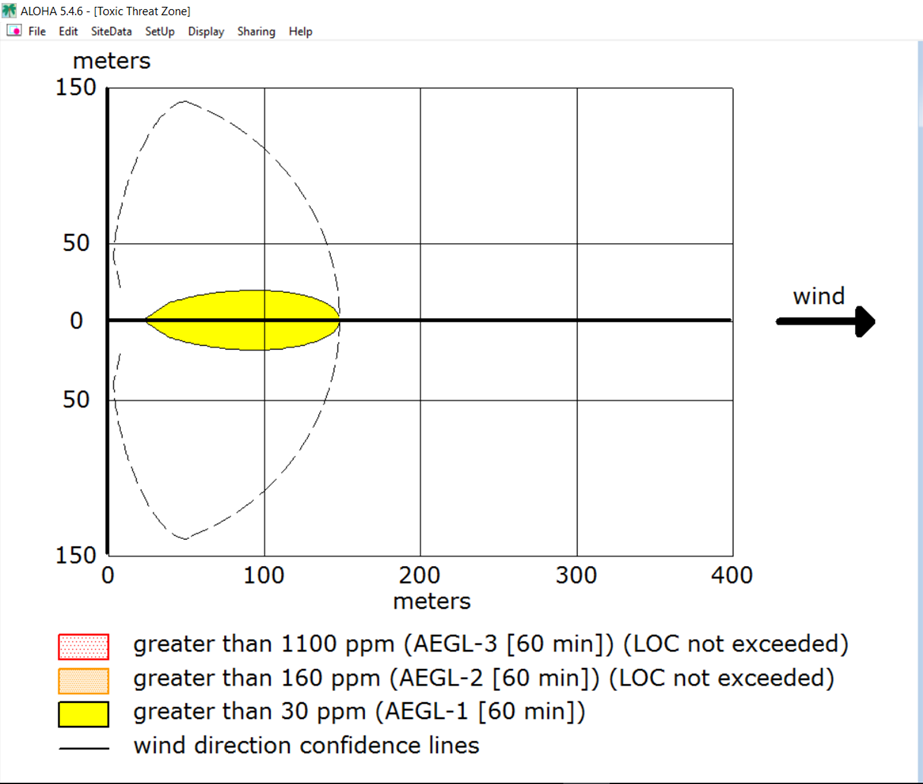 ALOHA 5.4.6 - [Toxic Threat Zone]
File Edit SiteData SetUp Display Sharing Help
meters
150
50
0
50
150
wind
0 100 200 300 400
meters
greater than 1100 ppm (AEGL-3 [60 min]) (LOC not exceeded)
greater than 160 ppm (AEGL-2 [60 min]) (LOC not exceeded)
greater than 30 ppm (AEGL-1 [60 min])
wind direction confidence lines